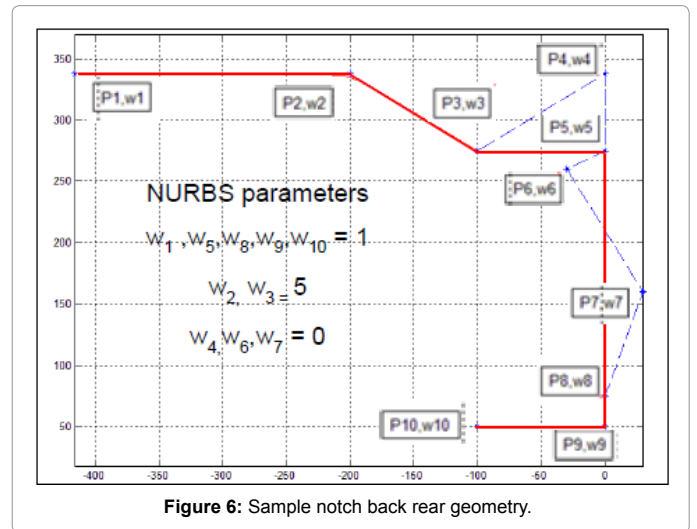 350
300
250
200
150
100
50
P1,w1
P2,w2
P3,w3
P4,w4
P5,w5
P6,w6
NURBS parameters
w1 ,w5,w8,w9,w10 = 1
w2, w3 = 5
w4,w6,w7 = 0
P7,w7
P8,w8
P10,w10
P9,w9
-400 -350 -300 -250 -200 -150 -100 -50 0
Figure 6: Sample notch back rear geometry.